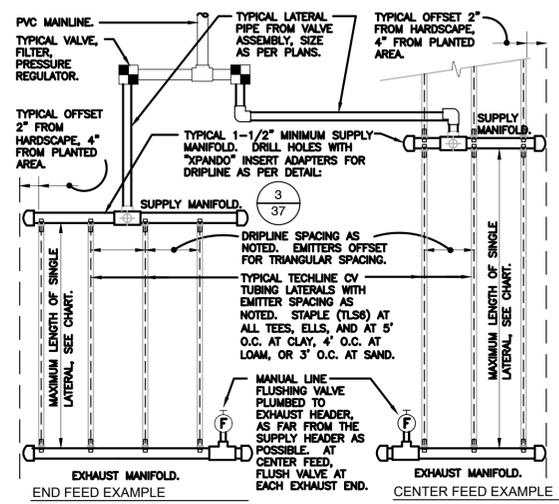 PVC MAINLINE.
TYPICAL VALVE,
FILTER,
PRESSURE
REGULATOR.
TYPICAL LATERAL
PIPE FROM VALVE
ASSEMBLY, SIZE
AS PER PLANS.
TYPICAL OFFSET 2"
FROM HARDSCAPE,
4" FROM PLANTED
AREA.
TYPICAL OFFSET
2" FROM
HARDSCAPE, 4"
FROM PLANTED
AREA.
TYPICAL 1-1/2" MINIMUM SUPPLY
MANIFOLD. DRILL HOLES WITH
"XPANDO" INSERT ADAPTERS FOR
DRIPLINE AS PER DETAIL:
SUPPLY
MANIFOLD.
3
37
SUPPLY MANIFOLD.
DRIPLINE SPACING AS
NOTED. EMITTERS OFFSET
FOR TRIANGULAR SPACING.
TYPICAL TECHLINE CV
TUBING LATERALS WITH
EMITTER SPACING AS
NOTED. STAPLE (TLS6) AT
ALL TEES, ELLS, AND AT 5'
O.C. AT CLAY, 4' O.C. AT
LOAM, OR 3' O.C. AT SAND.
MAXIMUM LENGTH OF SINGLE
LATERAL, SEE CHART.
MAXIMUM LENGTH OF SINGLE
LATERAL, SEE CHART.
MANUAL LINE
FLUSHING VALVE
PLUMBED TO
EXHAUST HEADER,
AS FAR FROM THE
SUPPLY HEADER AS
POSSIBLE. AT
CENTER FEED,
FLUSH VALVE AT
EACH EXHAUST END.
F
F
EXHAUST MANIFOLD.
EXHAUST MANIFOLD.
END FEED EXAMPLE
CENTER FEED EXAMPLE